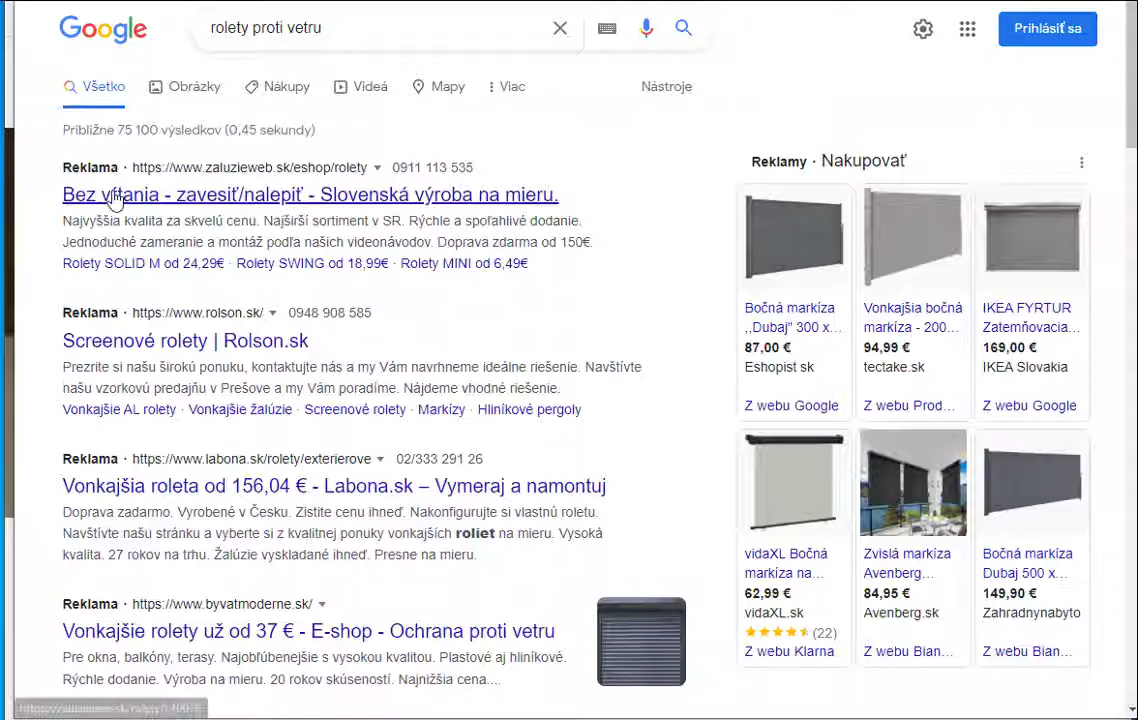 Google
rolety proti vetru
Prihlásiť sa
Všetko
Obrázky
Nákupy
Videá
Mapy
Viac
Nástroje
Približne 75 100 výsledkov (0,45 sekundy)
Reklama · https://www.zaluzieweb.sk/eshop/rolety 0911 113 535
Bez vŕtania - zavesiť/nalepiť - Slovenská výroba na mieru.
Najvyššia kvalita za skvelú cenu. Najširší sortiment v SR. Rýchle a spoľahlivé dodanie.
Jednoduché zameranie a montáž podľa našich videonávodov. Doprava zdarma od 150€.
Rolety SOLID M od 24,29€ · Rolety SWING od 18,99€ · Rolety MINI od 6,49€
Reklama · https://www.rolson.sk/ 0948 908 585
Screenové rolety | Rolson.sk
Prezrite si našu širokú ponuku, kontaktujte nás a my Vám navrhneme ideálne riešenie. Navštívte
našu vzorkovú predajňu v Prešove a my Vám poradíme. Nájdeme vhodné riešenie.
Vonkajšie AL rolety · Vonkajšie žalúzie · Screenové rolety · Markízy · Hliníkové pergoly
Reklama · https://www.labona.sk/rolety/exterierove 02/333 291 26
Vonkajšia roleta od 156,04 € - Labona.sk – Vymeraj a namontuj
Doprava zadarmo. Vyrobené v Česku. Zistite cenu ihneď. Nakonfigurujte si vlastnú roletu.
Navštívte našu stránku a vyberte si z kvalitnej ponuky vonkajších roliet na mieru. Vysoká
kvalita. 27 rokov na trhu. Žalúzie vyskladané ihneď. Presne na mieru.
Reklama · https://www.byvatmoderne.sk/
Vonkajšie rolety už od 37 € - E-shop - Ochrana proti vetru
Pre okna, balkóny, terasy. Najobľúbenejšie s vysokou kvalitou. Plastové aj hliníkové.
Rýchle dodanie. Výroba na mieru. 20 rokov skúseností. Najnižšia cena....
Reklamy · Nakupovať
Bočná markíza
,,Dubaj" 300 x...
87,00 €
Eshopist sk
Z webu Google
Vonkajšia bočná
markíza - 200...
94,99 €
tectake.sk
Z webu Prod...
IKEA FYRTUR
Zatemňovacia...
169,00 €
IKEA Slovakia
Z webu Google
vidaXL Bočná
markíza na...
62,99 €
vidaXL.sk
(22)
Z webu Klarna
Zvislá markíza
Avenberg...
84,95 €
Avenberg.sk
Z webu Bian...
Bočná markíza
Dubaj 500 x...
149,90 €
Zahradnynabyto
Z webu Bian...